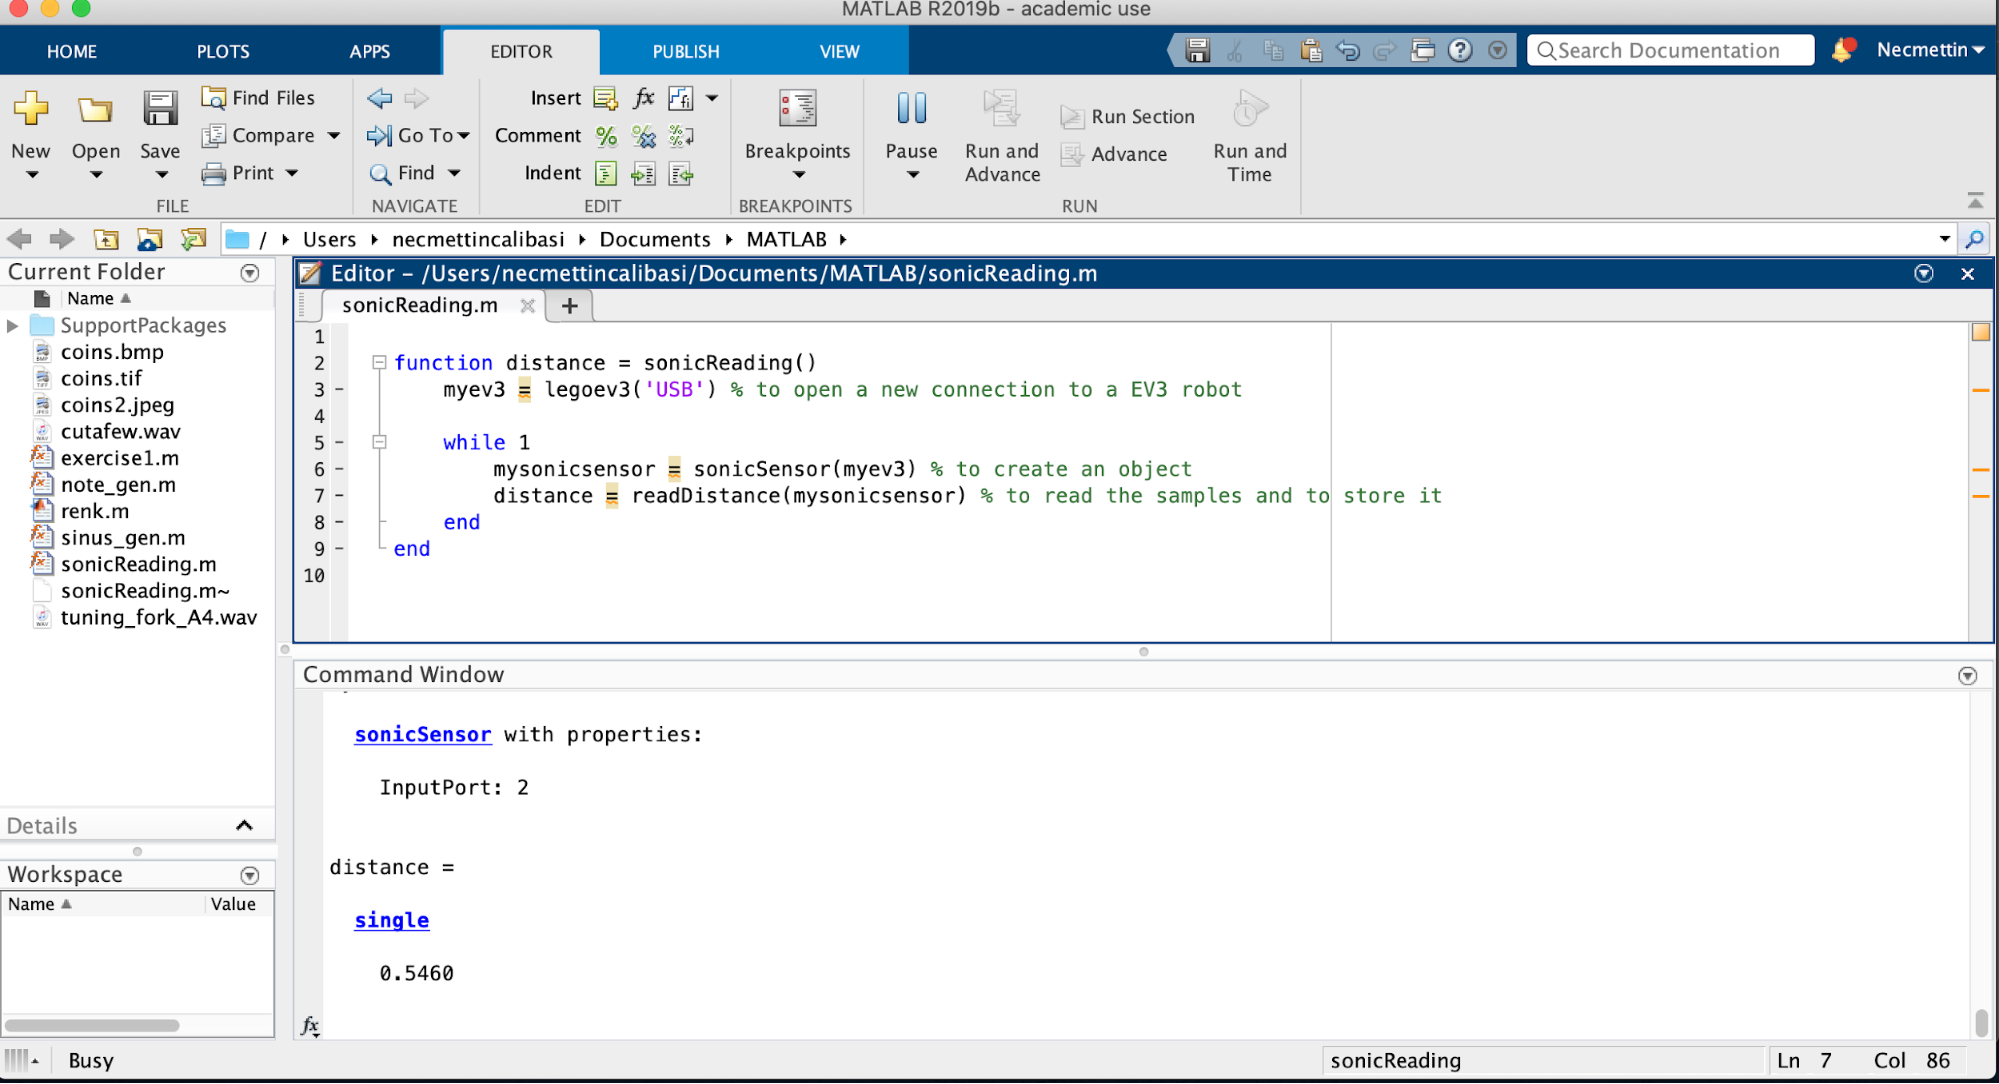 MATLAB R2019b - academic use
HOME PLOTS APPS EDITOR PUBLISH VIEW Search Documentation Necmettin
New Open Save Find Files Compare Print
FILE
Go To Find
NAVIGATE
Insert fx fi
Comment % % %
Indent
EDIT
Breakpoints
BREAKPOINTS
Pause Run and Advance Run Section Advance Run and Time
RUN
/ Users necmettincalibasi Documents MATLAB
Current Folder
Name
SupportPackages
coins.bmp
coins.tif
coins2.jpeg
cutafew.wav
exercise1.m
note_gen.m
renk.m
sinus_gen.m
sonicReading.m
sonicReading.m~
tuning_fork_A4.wav
Details
Workspace
Name Value
Editor - /Users/necmettincalibasi/Documents/MATLAB/sonicReading.m
sonicReading.m +
1
2 function distance = sonicReading()
3 - myev3 = legoev3('USB') % to open a new connection to a EV3 robot
4
5 - while 1
6 - mysonicsensor = sonicSensor(myev3) % to create an object
7 - distance = readDistance(mysonicsensor) % to read the samples and to store it
8 - end
9 - end
10
Command Window
sonicSensor with properties:
InputPort: 2
distance =
single
0.5460
fx
Busy sonicReading Ln 7 Col 86